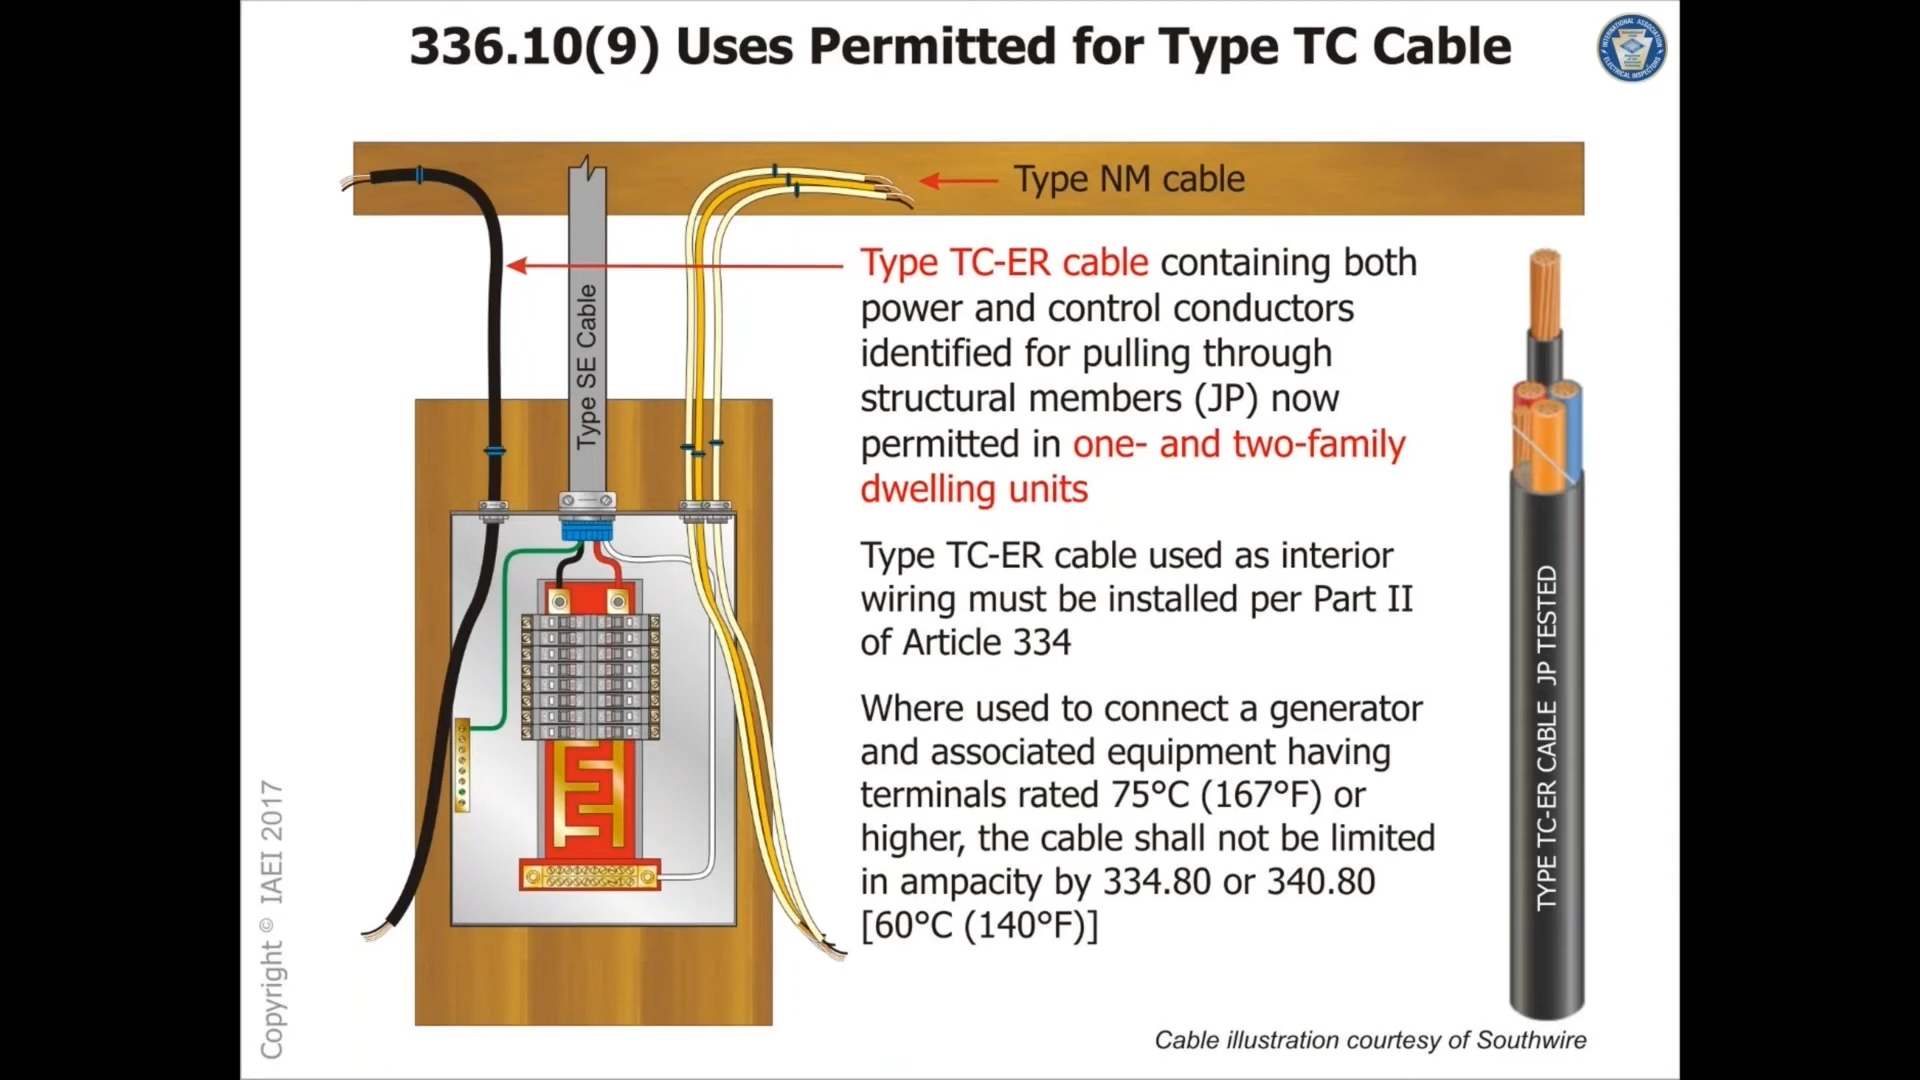 336.10(9) Uses Permitted for Type TC Cable
INTERNATIONAL ASSOCIATION
ELECTRICAL INSPECTORS
Type NM cable
Type SE Cable
Type TC-ER cable containing both
power and control conductors
identified for pulling through
structural members (JP) now
permitted in one- and two-family
dwelling units
Type TC-ER cable used as interior
wiring must be installed per Part II
of Article 334
Where used to connect a generator
and associated equipment having
terminals rated 75°C (167°F) or
higher, the cable shall not be limited
in ampacity by 334.80 or 340.80
[60°C (140°F)]
TYPE TC-ER CABLE JP TESTED
Copyright © IAEI 2017
Cable illustration courtesy of Southwire